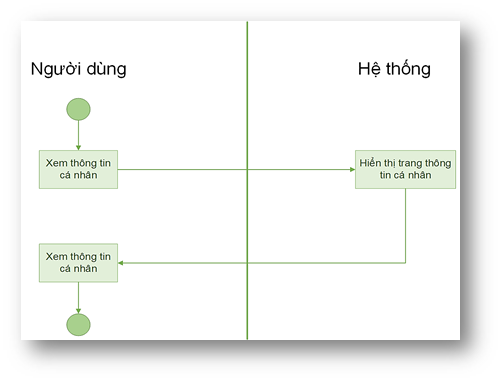 Người dùng
Hệ thống
Xem thông tin
cá nhân
Hiển thị trang thông
tin cá nhân
Xem thông tin
cá nhân